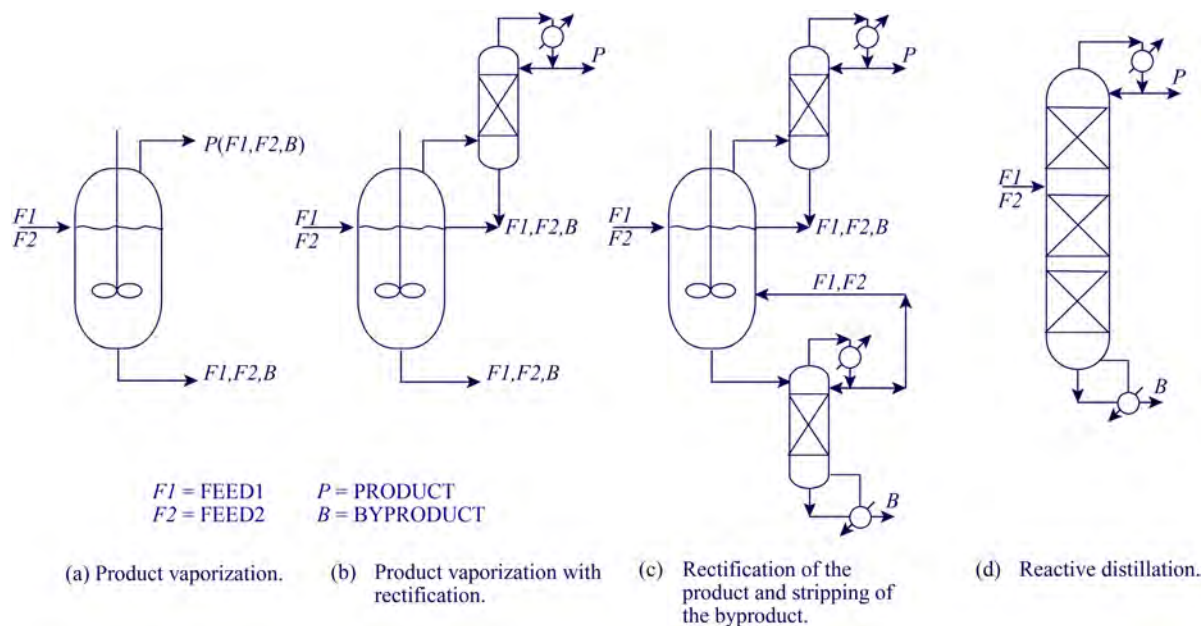 P
P
P
P(F1,F2,B)
F1
F2
F1
F2
F1,F2,B
F1
F2
F1,F2,B
F1
F2
F1,F2
F1,F2,B
F1,F2,B
B
B
F1 = FEED1 P = PRODUCT
F2 = FEED2 B = BYPRODUCT
(a) Product vaporization.
(b) Product vaporization with
rectification.
(c) Rectification of the
product and stripping of
the byproduct.
(d) Reactive distillation.